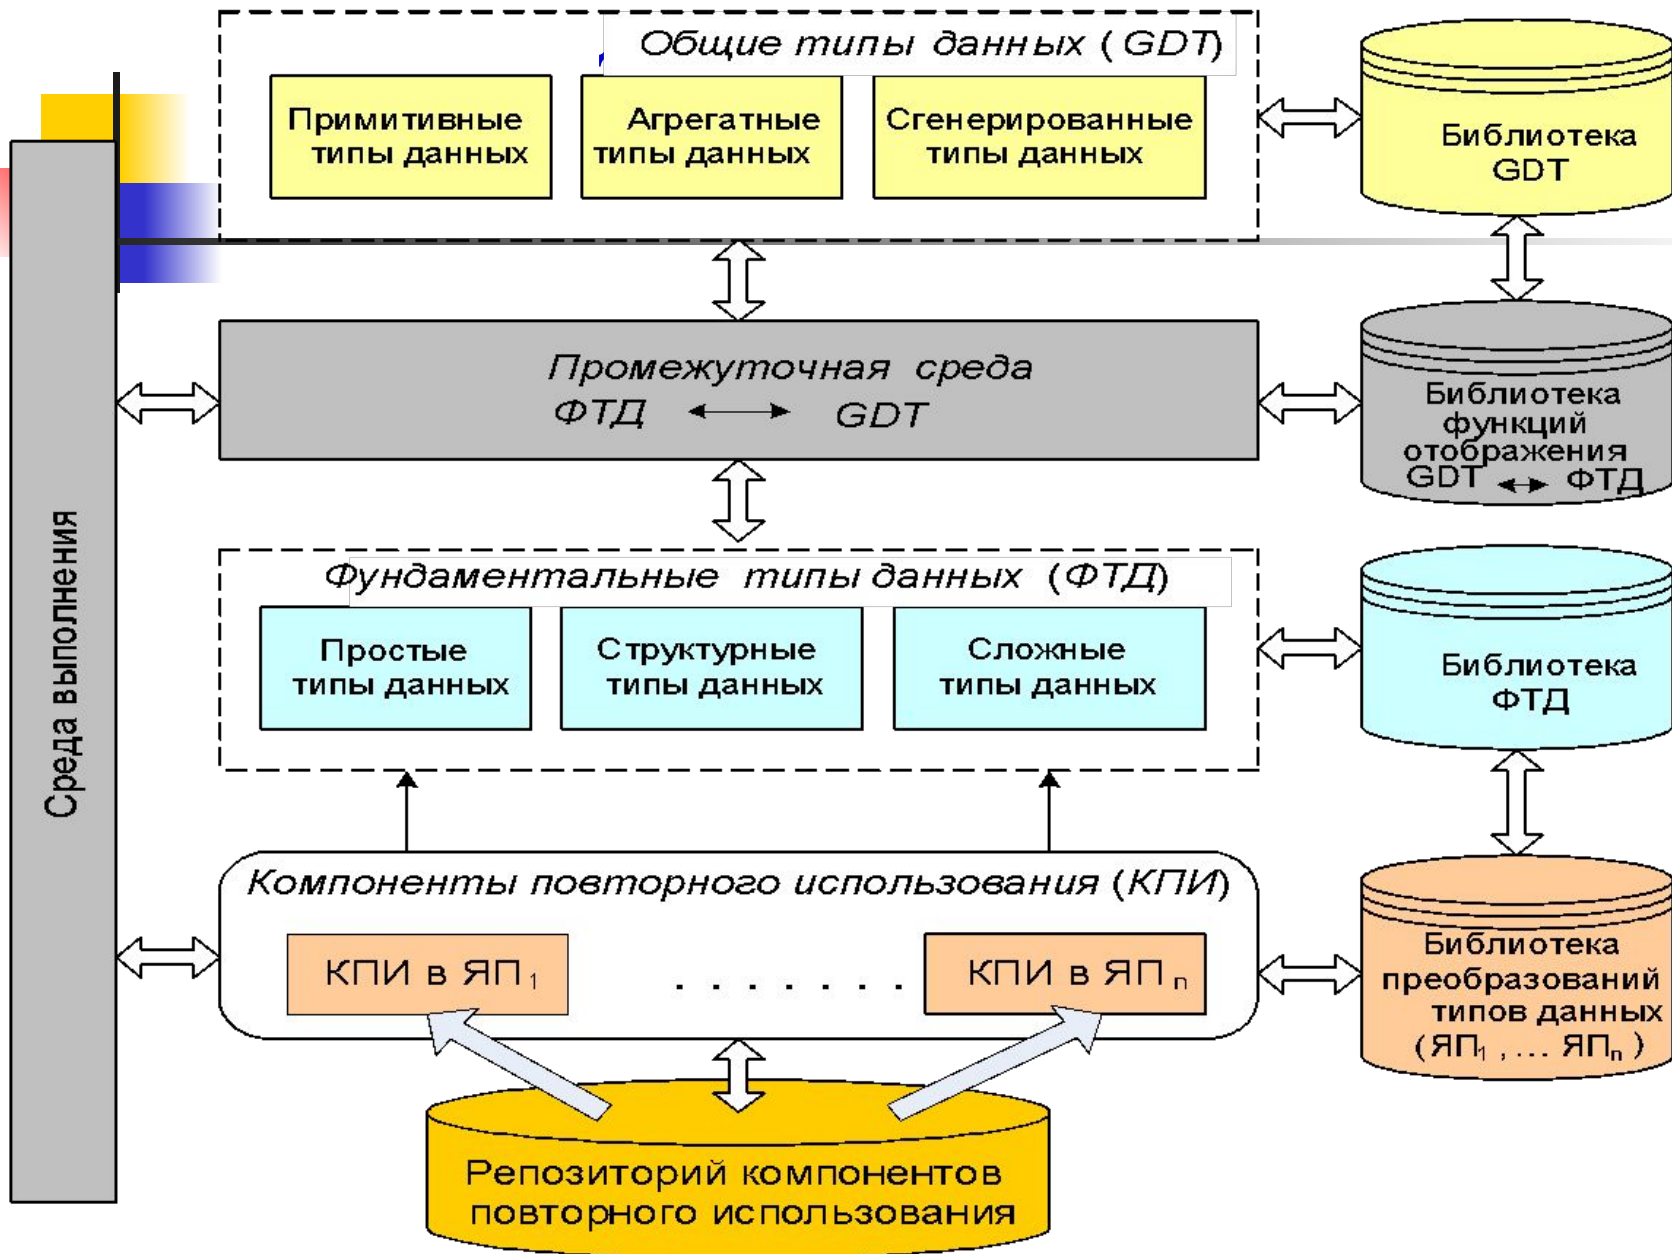 Общие типы данных (GDT)
Примитивные
типы данных
Агрегатные
типы данных
Сгенерированные
типы данных
Библиотека
GDT
Среда выполнения
Промежуточная среда
ФТД ⟷ GDT
Библиотека
функций
отображения
GDT ↔ ФТД
Фундаментальные типы данных (ФТД)
Простые
типы данных
Структурные
типы данных
Сложные
типы данных
Библиотека
ФТД
Компоненты повторного использования (КПИ)
КПИ в ЯП1
. . . . . . .
КПИ в ЯПn
Библиотека
преобразований
типов данных
(ЯП1 , ... ЯПn )
Репозиторий компонентов
повторного использования